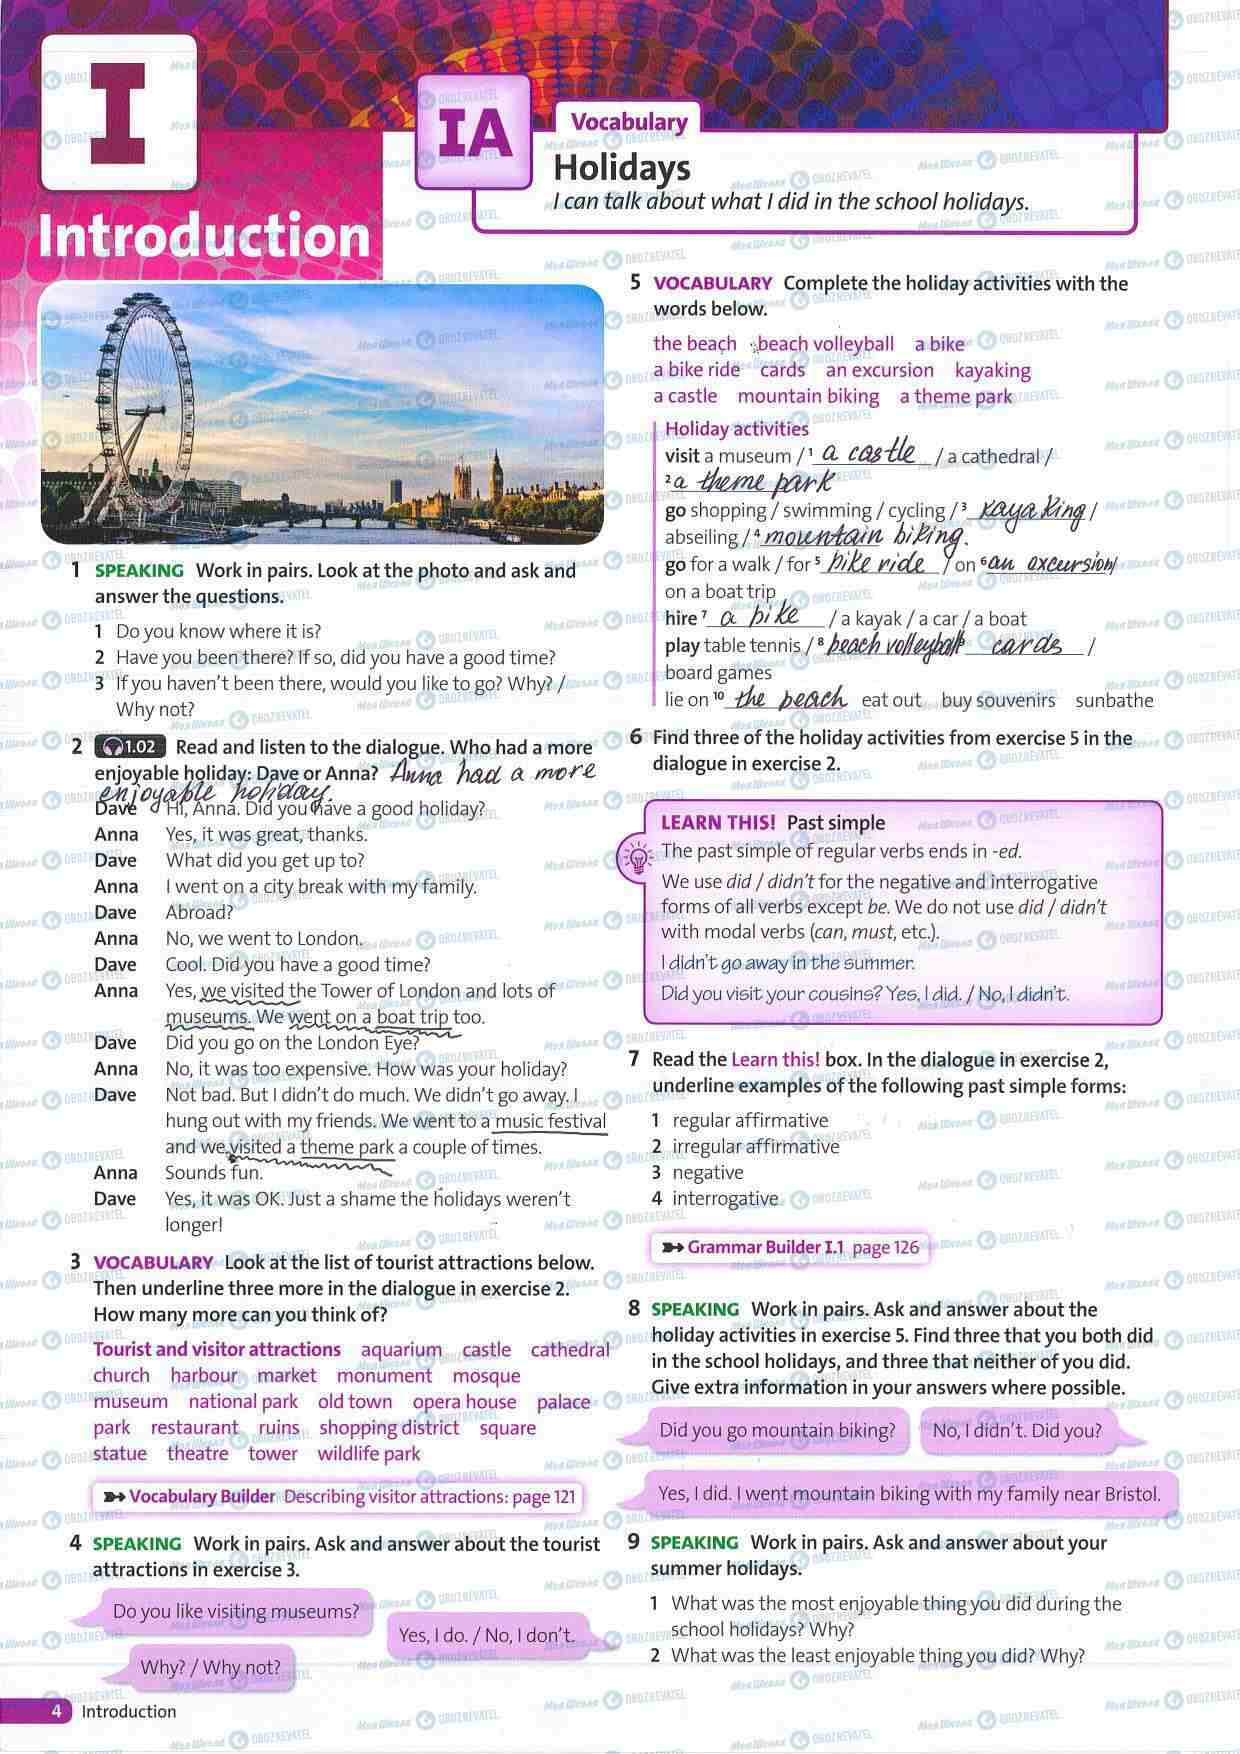 I
Introduction
IA
Vocabulary
Holidays
I can talk about what I did in the school holidays.
1 SPEAKING Work in pairs. Look at the photo and ask and
answer the questions.
1 Do you know where it is?
2 Have you been there? If so, did you have a good time?
3 If you haven't been there, would you like to go? Why? /
Why not?
2 1.02 Read and listen to the dialogue. Who had a more
enjoyable holiday: Dave or Anna? Anna had a more
enjoyable holiday.
Dave Hi, Anna. Did you have a good holiday?
Anna Yes, it was great, thanks.
Dave What did you get up to?
Anna I went on a city break with my family.
Dave Abroad?
Anna No, we went to London.
Dave Cool. Did you have a good time?
Anna Yes, we visited the Tower of London and lots of
museums. We went on a boat trip too.
Dave Did you go on the London Eye?
Anna No, it was too expensive. How was your holiday?
Dave Not bad. But I didn't do much. We didn't go away. I
hung out with my friends. We went to a music festival
and we visited a theme park a couple of times.
Anna Sounds fun.
Dave Yes, it was OK. Just a shame the holidays weren't
longer!
3 VOCABULARY Look at the list of tourist attractions below.
Then underline three more in the dialogue in exercise 2.
How many more can you think of?
Tourist and visitor attractions aquarium castle cathedral
church harbour market monument mosque
museum national park old town opera house palace
park restaurant ruins shopping district square
statue theatre tower wildlife park
Vocabulary Builder Describing visitor attractions: page 121
4 SPEAKING Work in pairs. Ask and answer about the tourist
attractions in exercise 3.
Do you like visiting museums?
Yes, I do. / No, I don't.
Why? / Why not?
4 Introduction
5 VOCABULARY Complete the holiday activities with the
words below.
the beach beach volleyball a bike
a bike ride cards an excursion kayaking
a castle mountain biking a theme park
Holiday activities
visit a museum / 1 a castle / a cathedral /
2 a theme park
go shopping / swimming / cycling / 3 kayaking /
abseiling / 4 mountain biking.
go for a walk / for 5 bike ride / on 6 an excursion /
on a boat trip
hire 7 a bike / a kayak / a car / a boat
play table tennis / 8 beach volleyball 9 cards /
board games
lie on 10 the beach eat out buy souvenirs sunbathe
6 Find three of the holiday activities from exercise 5 in the
dialogue in exercise 2.
LEARN THIS! Past simple
The past simple of regular verbs ends in -ed.
We use did / didn't for the negative and interrogative
forms of all verbs except be. We do not use did / didn't
with modal verbs (can, must, etc.).
I didn't go away in the summer.
Did you visit your cousins? Yes, I did. / No, I didn't.
7 Read the Learn this! box. In the dialogue in exercise 2,
underline examples of the following past simple forms:
1 regular affirmative
2 irregular affirmative
3 negative
4 interrogative
Grammar Builder I.1 page 126
8 SPEAKING Work in pairs. Ask and answer about the
holiday activities in exercise 5. Find three that you both did
in the school holidays, and three that neither of you did.
Give extra information in your answers where possible.
Did you go mountain biking?
No, I didn't. Did you?
Yes, I did. I went mountain biking with my family near Bristol.
9 SPEAKING Work in pairs. Ask and answer about your
summer holidays.
1 What was the most enjoyable thing you did during the
school holidays? Why?
2 What was the least enjoyable thing you did? Why?